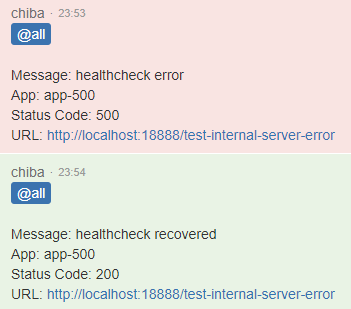 chiba · 23:53
@all
Message: healthcheck error
App: app-500
Status Code: 500
URL: http://localhost:18888/test-internal-server-error
chiba · 23:54
@all
Message: healthcheck recovered
App: app-500
Status Code: 200
URL: http://localhost:18888/test-internal-server-error